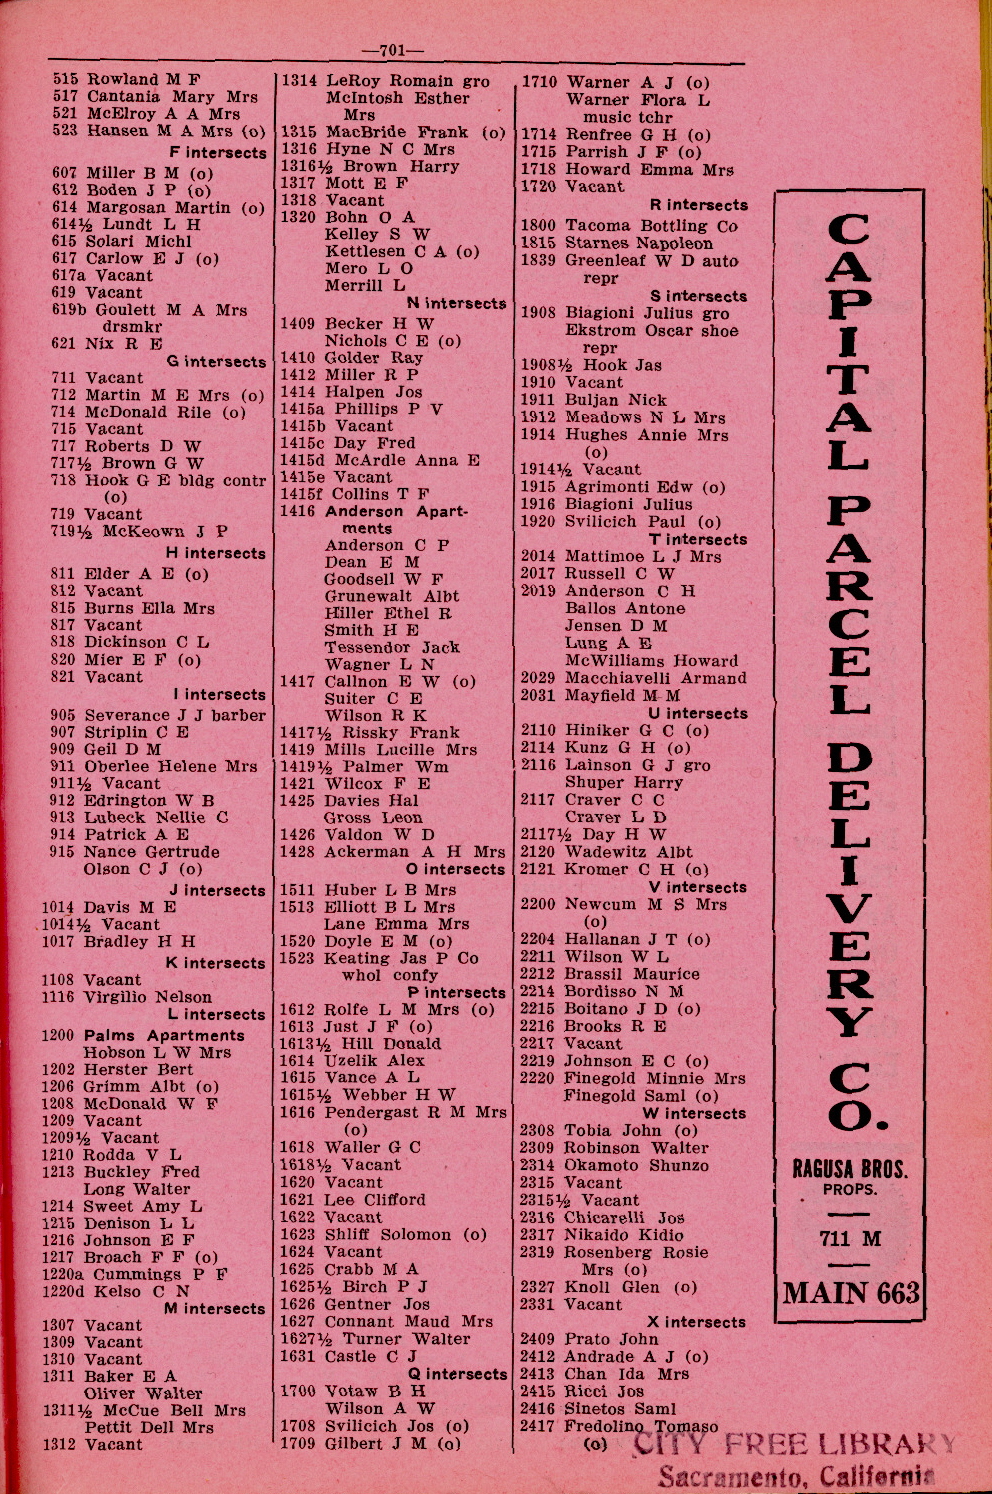 —701—
515 Rowland M F
517 Cantania Mary Mrs
521 McElroy A A Mrs
523 Hansen M A Mrs (o)
F intersects
607 Miller B M (o)
612 Boden J P (o)
614 Margosan Martin (o)
614½ Lundt L H
615 Solari Michl
617 Carlow E J (o)
617a Vacant
619 Vacant
619b Goulett M A Mrs
drsmkr
621 Nix R E
G intersects
711 Vacant
712 Martin M E Mrs (o)
714 McDonald Rile (o)
715 Vacant
717 Roberts D W
717½ Brown G W
718 Hook G E bldg contr
(o)
719 Vacant
719½ McKeown J P
H intersects
811 Elder A E (o)
812 Vacant
815 Burns Ella Mrs
817 Vacant
818 Dickinson C L
820 Mier E F (o)
821 Vacant
I intersects
905 Severance J J barber
907 Striplin C E
909 Geil D M
911 Oberlee Helene Mrs
911½ Vacant
912 Edrington W B
913 Lubeck Nellie C
914 Patrick A E
915 Nance Gertrude
Olson C J (o)
J intersects
1014 Davis M E
1014½ Vacant
1017 Bradley H H
K intersects
1108 Vacant
1116 Virgilio Nelson
L intersects
1200 Palms Apartments
Hobson L W Mrs
1202 Herster Bert
1206 Grimm Albt (o)
1208 McDonald W F
1209 Vacant
1209½ Vacant
1210 Rodda V L
1213 Buckley Fred
Long Walter
1214 Sweet Amy L
1215 Denison L L
1216 Johnson E F
1217 Broach F F (o)
1220a Cummings P F
1220d Kelso C N
M intersects
1307 Vacant
1309 Vacant
1310 Vacant
1311 Baker E A
Oliver Walter
1311½ McCue Bell Mrs
Pettit Dell Mrs
1312 Vacant
1314 LeRoy Romain gro
McIntosh Esther
Mrs
1315 MacBride Frank (o)
1316 Hyne N C Mrs
1316½ Brown Harry
1317 Mott E F
1318 Vacant
1320 Bohn O A
Kelley S W
Kettlesen C A (o)
Mero L O
Merrill L
N intersects
1409 Becker H W
Nichols C E (o)
1410 Golder Ray
1412 Miller R P
1414 Halpen Jos
1415a Phillips P V
1415b Vacant
1415c Day Fred
1415d McArdle Anna E
1415e Vacant
1415f Collins T F
1416 Anderson Apart-
ments
Anderson C P
Dean E M
Goodsell W F
Grunewalt Albt
Hiller Ethel R
Smith H E
Tessendor Jack
Wagner L N
1417 Callnon E W (o)
Suiter C E
Wilson R K
1417½ Rissky Frank
1419 Mills Lucille Mrs
1419½ Palmer Wm
1421 Wilcox F E
1425 Davies Hal
Gross Leon
1426 Valdon W D
1428 Ackerman A H Mrs
O intersects
1511 Huber L B Mrs
1513 Elliott B L Mrs
Lane Emma Mrs
1520 Doyle E M (o)
1523 Keating Jas P Co
whol confy
P intersects
1612 Rolfe L M Mrs (o)
1613 Just J F (o)
1613½ Hill Donald
1614 Uzelik Alex
1615 Vance A L
1615½ Webber H W
1616 Pendergast R M Mrs
(o)
1618 Waller G C
1618½ Vacant
1620 Vacant
1621 Lee Clifford
1622 Vacant
1623 Shliff Solomon (o)
1624 Vacant
1625 Crabb M A
1625½ Birch P J
1626 Gentner Jos
1627 Connant Maud Mrs
1627½ Turner Walter
1631 Castle C J
Q intersects
1700 Votaw B H
Wilson A W
1708 Svilicich Jos (o)
1709 Gilbert J M (o)
1710 Warner A J (o)
Warner Flora L
music tchr
1714 Renfree G H (o)
1715 Parrish J F (o)
1718 Howard Emma Mrs
1720 Vacant
R intersects
1800 Tacoma Bottling Co
1815 Starnes Napoleon
1839 Greenleaf W D auto
repr
S intersects
1908 Biagioni Julius gro
Ekstrom Oscar shoe
repr
1908½ Hook Jas
1910 Vacant
1911 Buljan Nick
1912 Meadows N L Mrs
1914 Hughes Annie Mrs
(o)
1914½ Vacant
1915 Agrimonti Edw (o)
1916 Biagioni Julius
1920 Svilicich Paul (o)
T intersects
2014 Mattimoe L J Mrs
2017 Russell C W
2019 Anderson C H
Ballos Antone
Jensen D M
Lung A E
McWilliams Howard
2029 Macchiavelli Armand
2031 Mayfield M M
U intersects
2110 Hiniker G C (o)
2114 Kunz G H (o)
2116 Lainson G J gro
Shuper Harry
2117 Craver C C
Craver L D
2117½ Day H W
2120 Wadewitz Albt
2121 Kromer C H (o)
V intersects
2200 Newcum M S Mrs
(o)
2204 Hallanan J T (o)
2211 Wilson W L
2212 Brassil Maurice
2214 Bordisso N M
2215 Boitano J D (o)
2216 Brooks R E
2217 Vacant
2219 Johnson E C (o)
2220 Finegold Minnie Mrs
Finegold Saml (o)
W intersects
2308 Tobia John (o)
2309 Robinson Walter
2314 Okamoto Shunzo
2315 Vacant
2315½ Vacant
2316 Chicarelli Jos
2317 Nikaido Kidio
2319 Rosenberg Rosie
Mrs (o)
2327 Knoll Glen (o)
2331 Vacant
X intersects
2409 Prato John
2412 Andrade A J (o)
2413 Chan Ida Mrs
2415 Ricci Jos
2416 Sinetos Saml
2417 Fredolino Tomaso
(o)
CAPITAL PARCEL DELIVERY CO.
RAGUSA BROS.
PROPS.
711 M
MAIN 663
CITY FREE LIBRARY
Sacramento, California